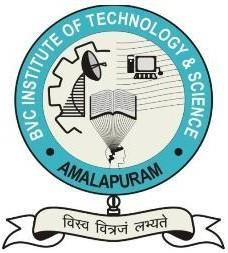 BVC INSTITUTE OF TECHNOLOGY & SCIENCE
• AMALAPURAM •
विस्व वित्रजं लभ्यते